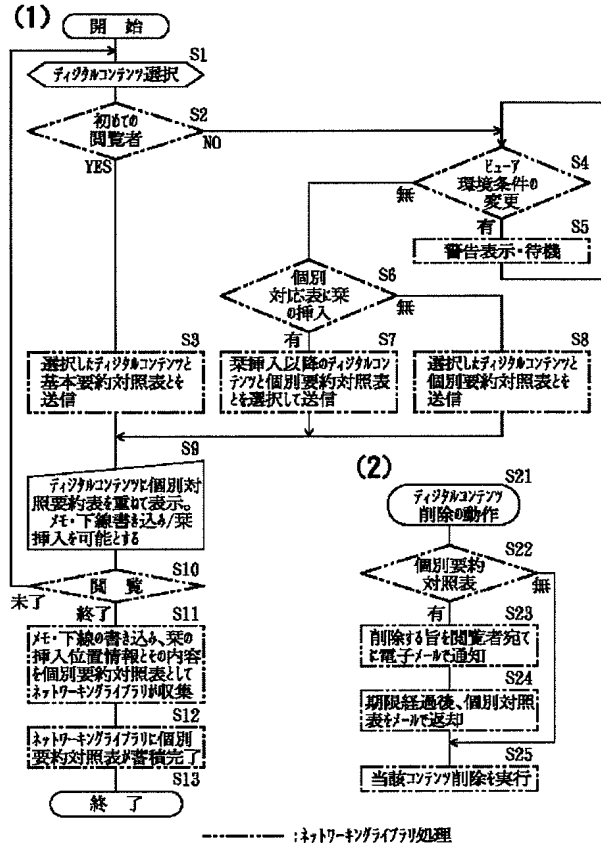 (1)
開 始
S1
ディジタルコンテンツ選択
S2
初めての
閲覧者
NO
YES
S4
ビューア
環境条件の
変更
無
有
S5
警告表示・待機
S6
個別
対応表に栞
の挿入
無
有
S3
選択したディジタルコンテンツと
基本要約対照表とを
送信
S7
栞挿入以降のディジタルコン
テンツと個別要約対照表
とを選択して送信
S8
選択したディジタルコンテンツと
個別要約対照表とを
送信
S9
ディジタルコンテンツに個別対
照要約表を重ねて表示。
メモ・下線書き込み/栞
挿入を可能とする
S10
閲 覧
未了
終了
S11
メモ・下線の書き込み、栞の
挿入位置情報とその内容
を個別要約対照表として
ネットワーキングライブラリが収集
S12
ネットワーキングライブラリに個別
要約対照表が蓄積完了
S13
終 了
(2)
S21
ディジタルコンテンツ
削除の動作
S22
個別要約
対照表
無
有
S23
削除する旨を閲覧者宛て
に電子メールで通知
S24
期限経過後、個別対照
表をメールで返却
S25
当該コンテンツ削除を実行
:ネットワーキングライブラリ処理